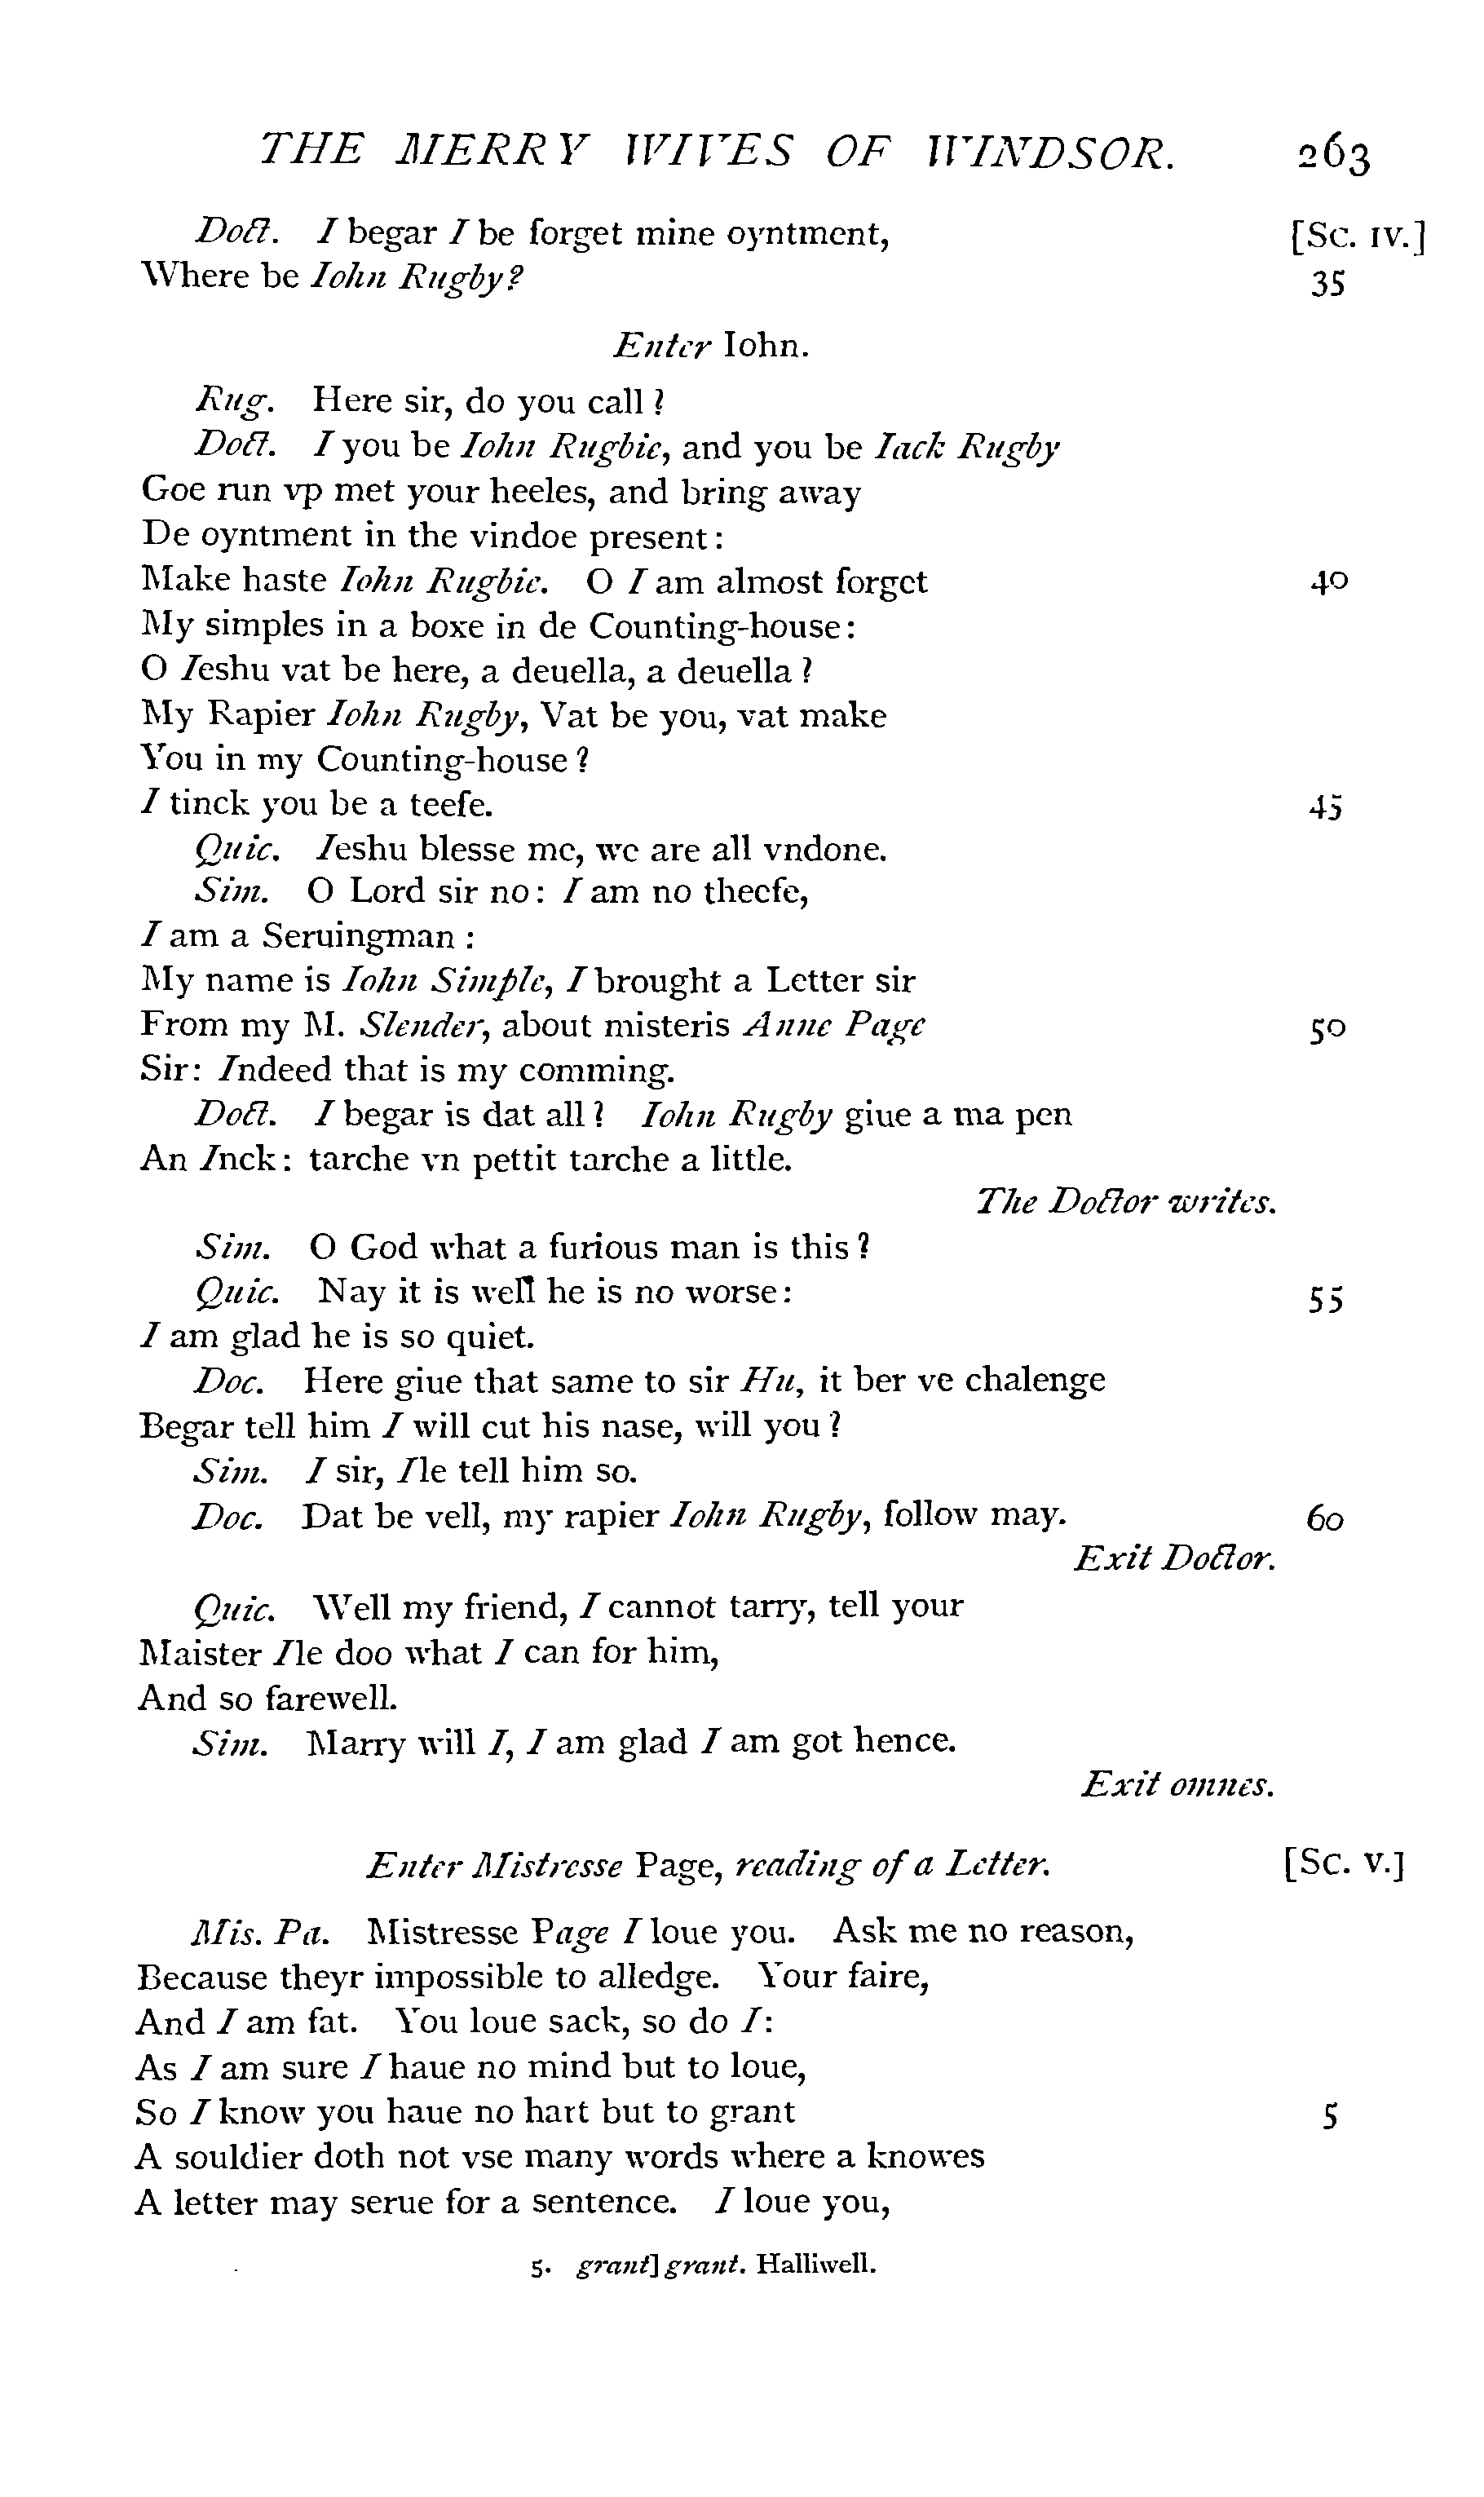 THE MERRY WIVES OF WINDSOR. 263
Doct. I begar I be forget mine oyntment, [Sc. IV.]
Where be Iohn Rugby? 35
Enter Iohn.
Rug. Here sir, do you call?
Doct. I you be Iohn Rugbie, and you be Iack Rugby
Goe run vp met your heeles, and bring away
De oyntment in the vindoe present:
Make haste Iohn Rugbie. O I am almost forget 40
My simples in a boxe in de Counting-house:
O Ieshu vat be here, a deuella, a deuella?
My Rapier Iohn Rugby, Vat be you, vat make
You in my Counting-house?
I tinck you be a teefe. 45
Quic. Ieshu blesse me, we are all vndone.
Sim. O Lord sir no: I am no theefe,
I am a Seruingman:
My name is Iohn Simple, I brought a Letter sir
From my M. Slender, about misteris Anne Page 50
Sir: Indeed that is my comming.
Doct. I begar is dat all? Iohn Rugby giue a ma pen
An Inck: tarche vn pettit tarche a little.
The Doctor writes.
Sim. O God what a furious man is this?
Quic. Nay it is well he is no worse: 55
I am glad he is so quiet.
Doc. Here giue that same to sir Hu, it ber ve chalenge
Begar tell him I will cut his nase, will you?
Sim. I sir, Ile tell him so.
Doc. Dat be vell, my rapier Iohn Rugby, follow may. 60
Exit Doctor.
Quic. Well my friend, I cannot tarry, tell your
Maister Ile doo what I can for him,
And so farewell.
Sim. Marry will I, I am glad I am got hence.
Exit omnes.
Enter Mistresse Page, reading of a Letter. [Sc. V.]
Mis. Pa. Mistresse Page I loue you. Ask me no reason,
Because theyr impossible to alledge. Your faire,
And I am fat. You loue sack, so do I:
As I am sure I haue no mind but to loue,
So I know you haue no hart but to grant 5
A souldier doth not vse many words where a knowes
A letter may serue for a sentence. I loue you,
5. grant] grant. Halliwell.